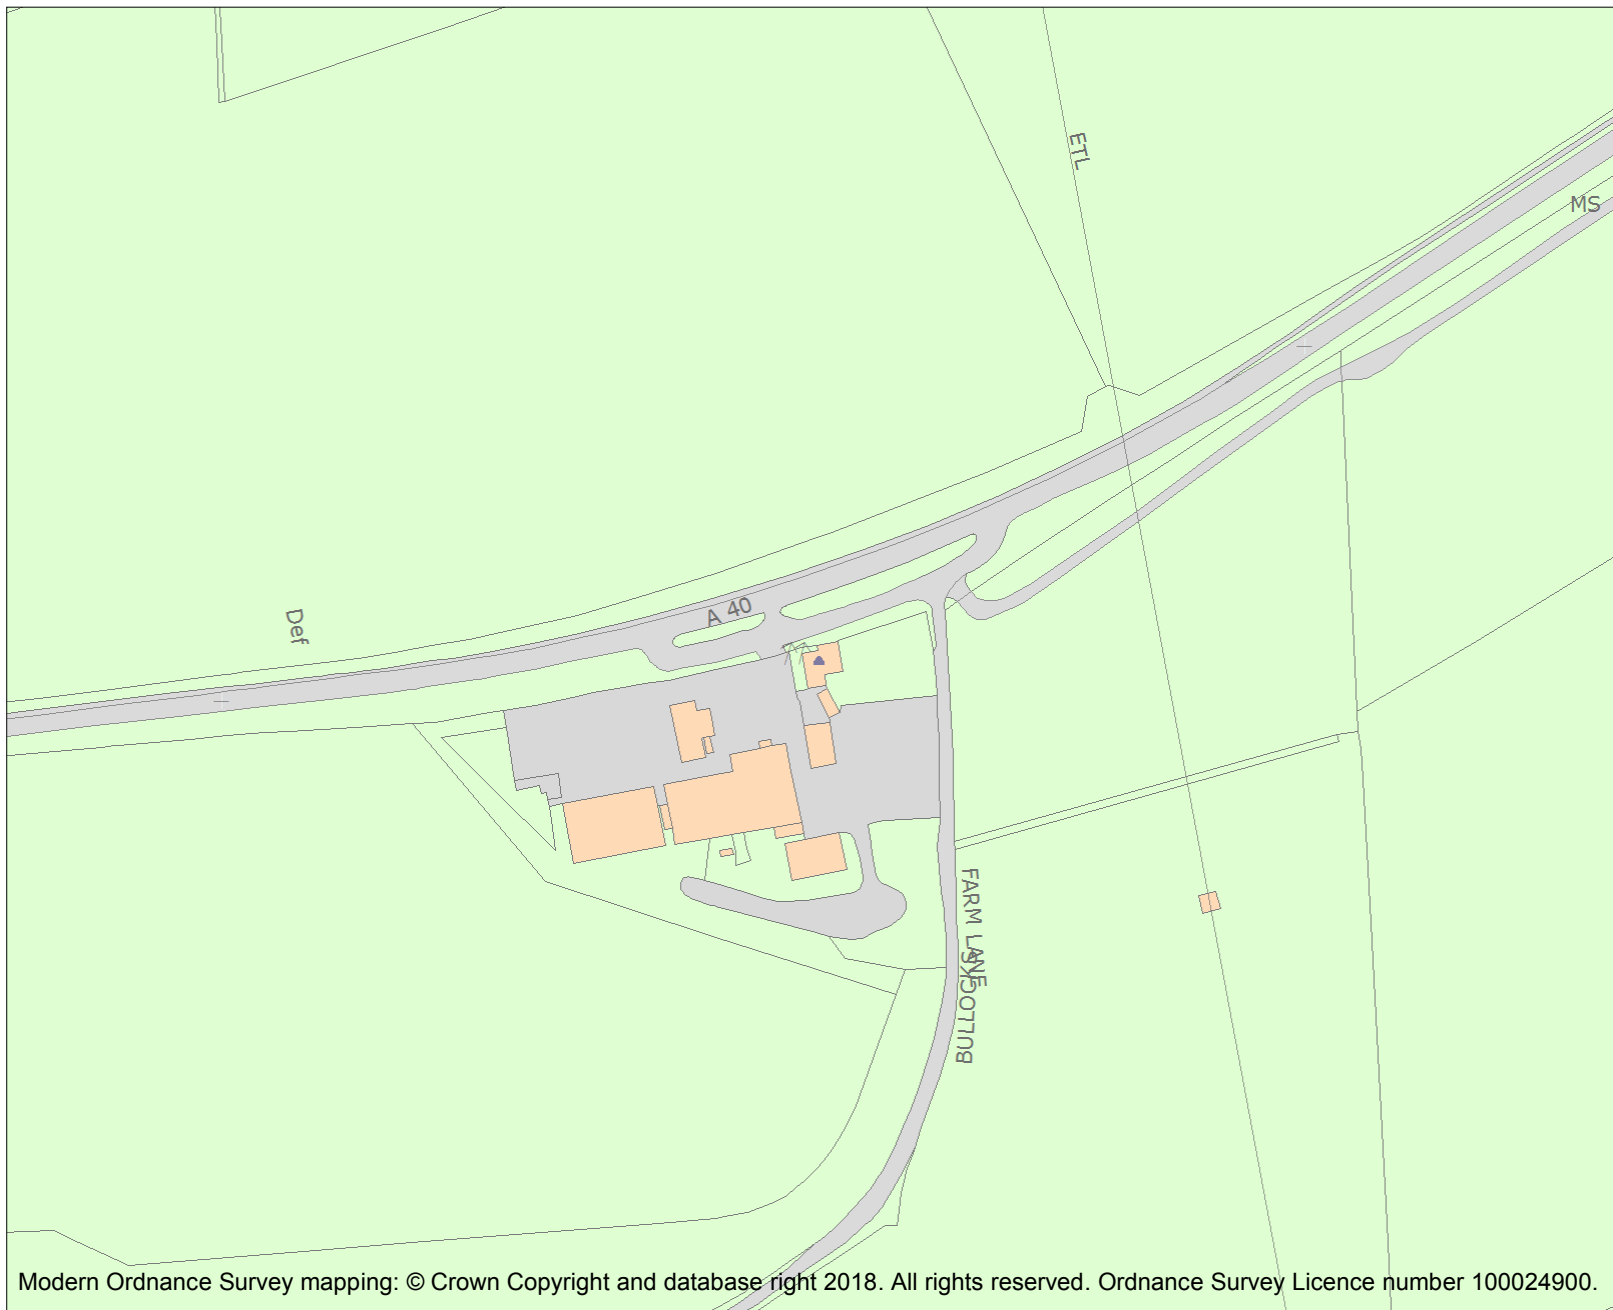 ETL
MS
A 40
Def
FARM LANE
BULLOCKS
Modern Ordnance Survey mapping: © Crown Copyright and database right 2018. All rights reserved. Ordnance Survey Licence number 100024900.